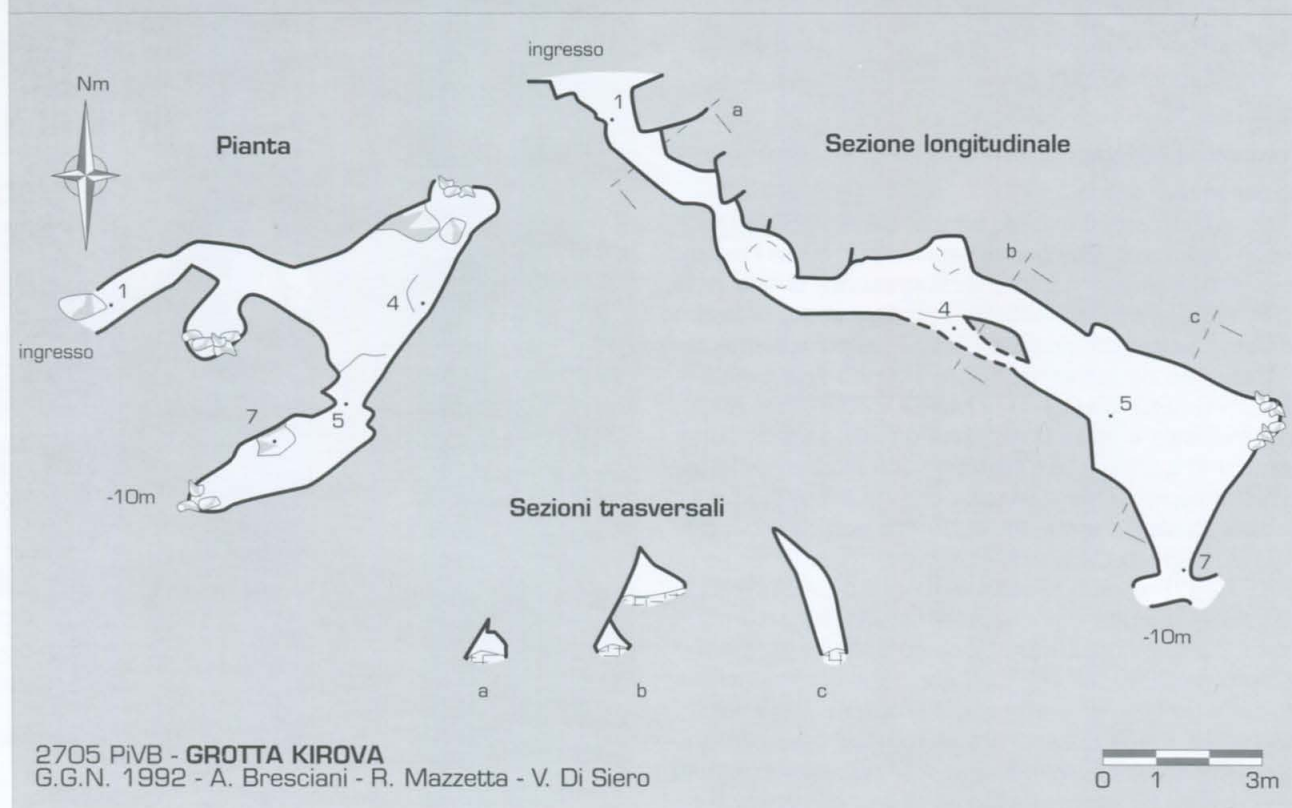 ingresso
Nm
Pianta
1
a
Sezione longitudinale
b
1
4
ingresso
4
c
7
5
5
-10m
Sezioni trasversali
7
-10m
a
b
c
2705 PiVB - GROTTA KIROVA
G.G.N. 1992 - A. Bresciani - R. Mazzetta - V. Di Siero
0 1 3m